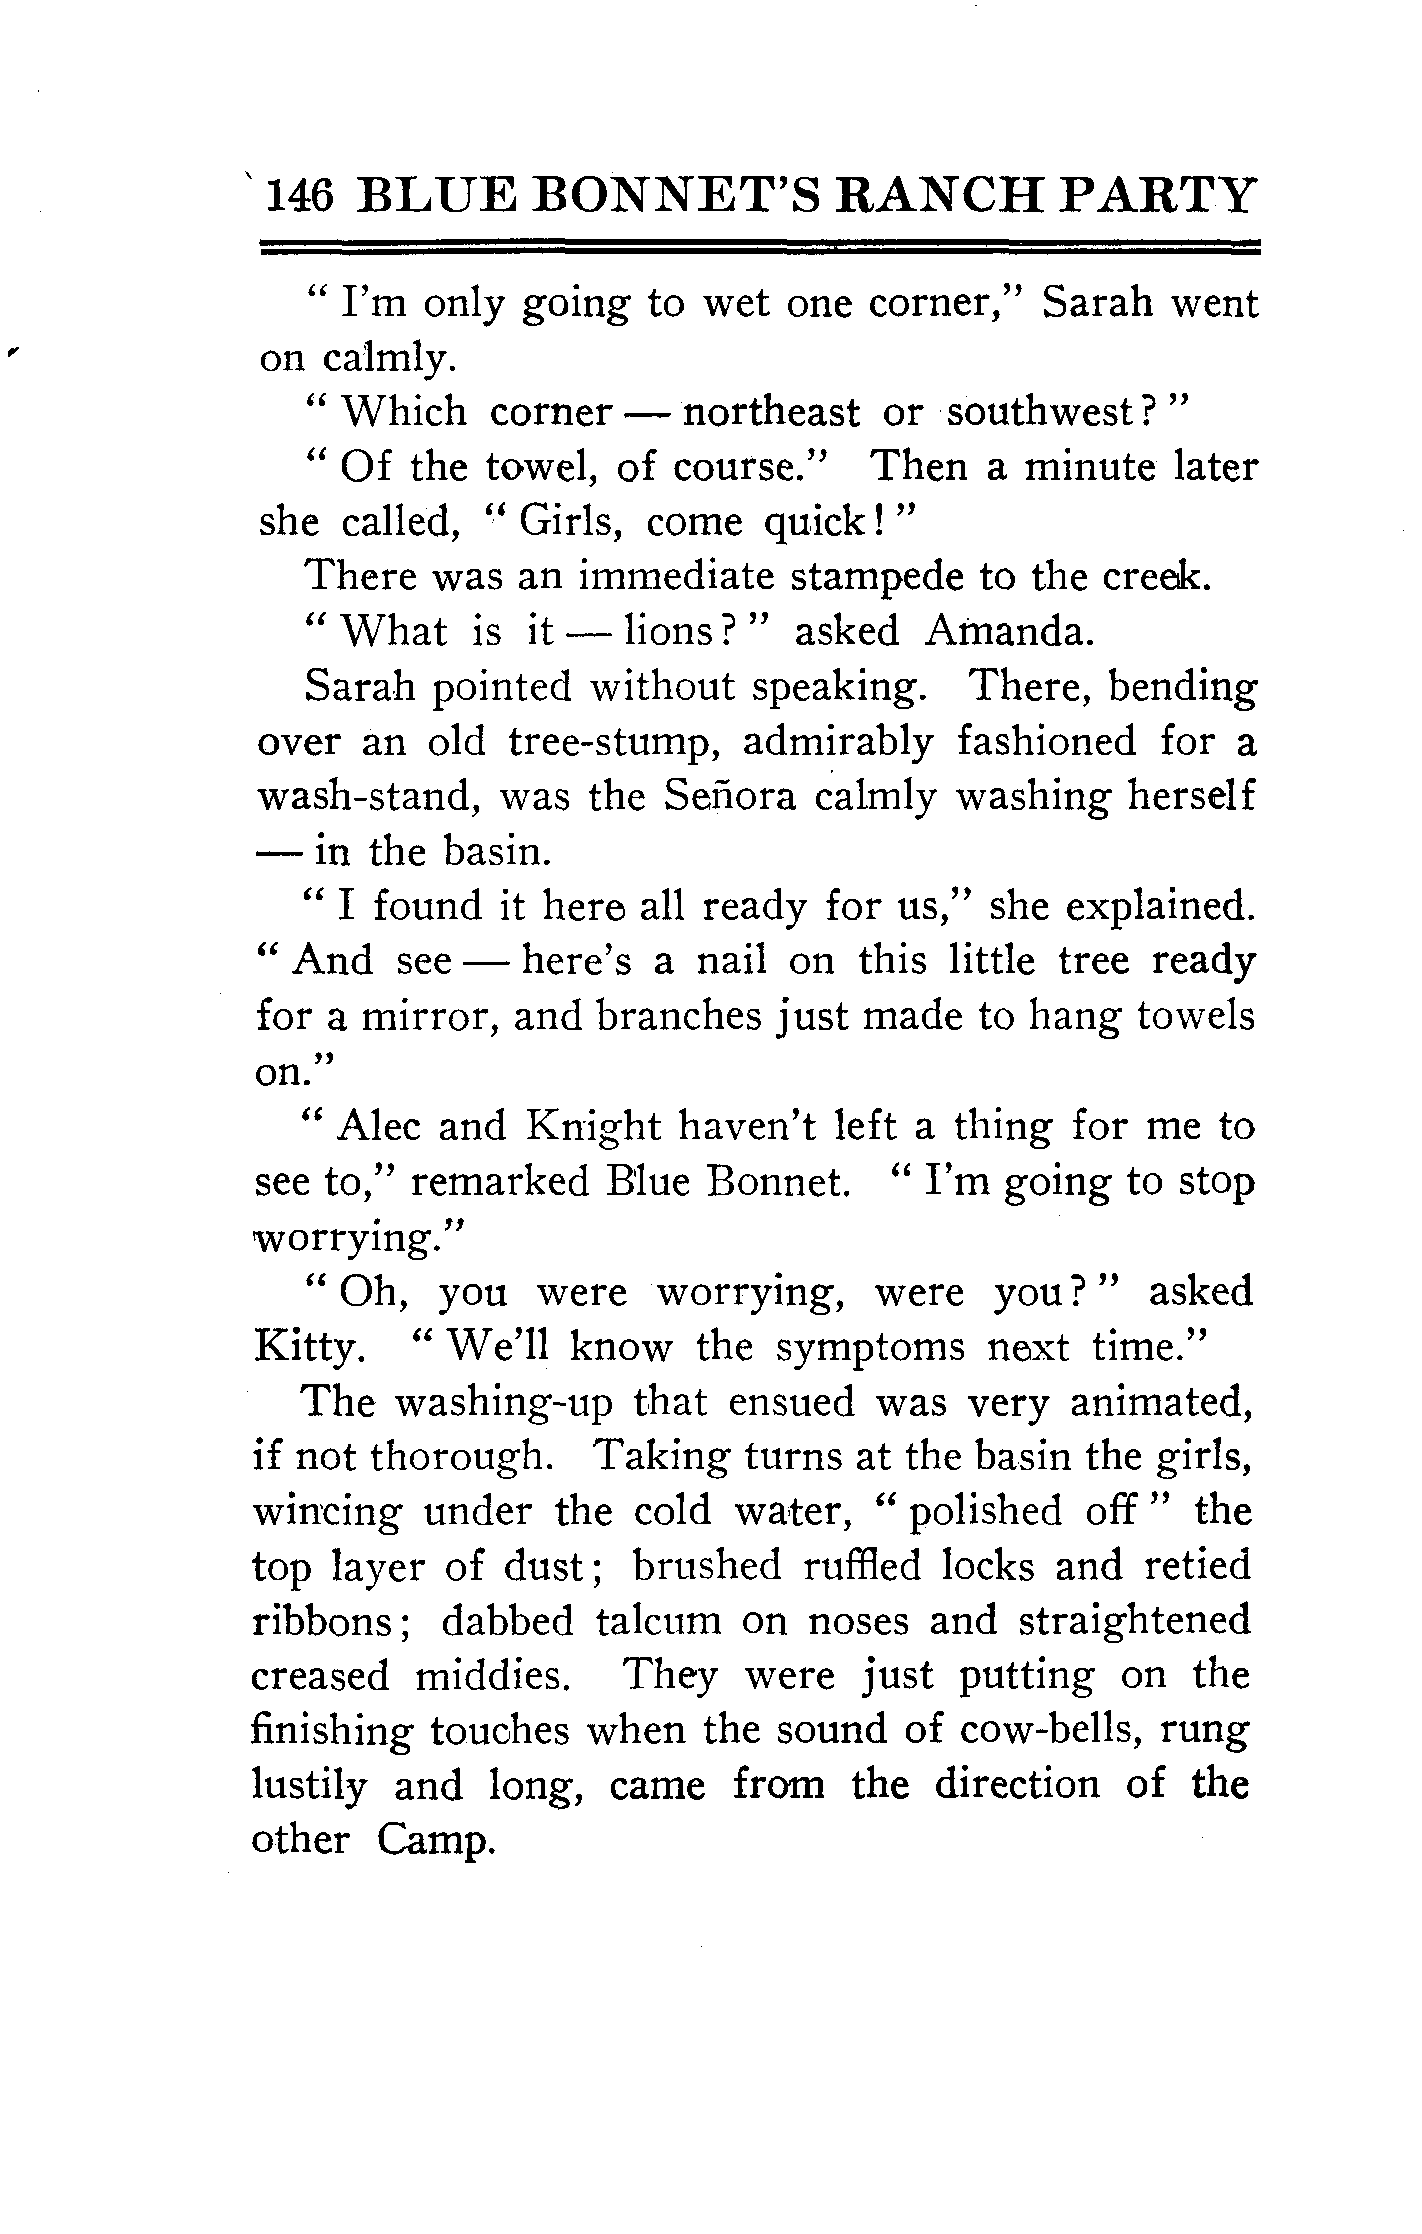 146 BLUE BONNET'S RANCH PARTY
" I'm only going to wet one corner," Sarah went
on calmly.
" Which corner — northeast or southwest? "
" Of the towel, of course." Then a minute later
she called, " Girls, come quick! "
There was an immediate stampede to the creek.
" What is it — lions? " asked Amanda.
Sarah pointed without speaking. There, bending
over an old tree-stump, admirably fashioned for a
wash-stand, was the Señora calmly washing herself
— in the basin.
" I found it here all ready for us," she explained.
" And see — here's a nail on this little tree ready
for a mirror, and branches just made to hang towels
on."
" Alec and Knight haven't left a thing for me to
see to," remarked Blue Bonnet. " I'm going to stop
worrying."
" Oh, you were worrying, were you? " asked
Kitty. " We'll know the symptoms next time."
The washing-up that ensued was very animated,
if not thorough. Taking turns at the basin the girls,
wincing under the cold water, " polished off " the
top layer of dust; brushed ruffled locks and retied
ribbons; dabbed talcum on noses and straightened
creased middies. They were just putting on the
finishing touches when the sound of cow-bells, rung
lustily and long, came from the direction of the
other Camp.